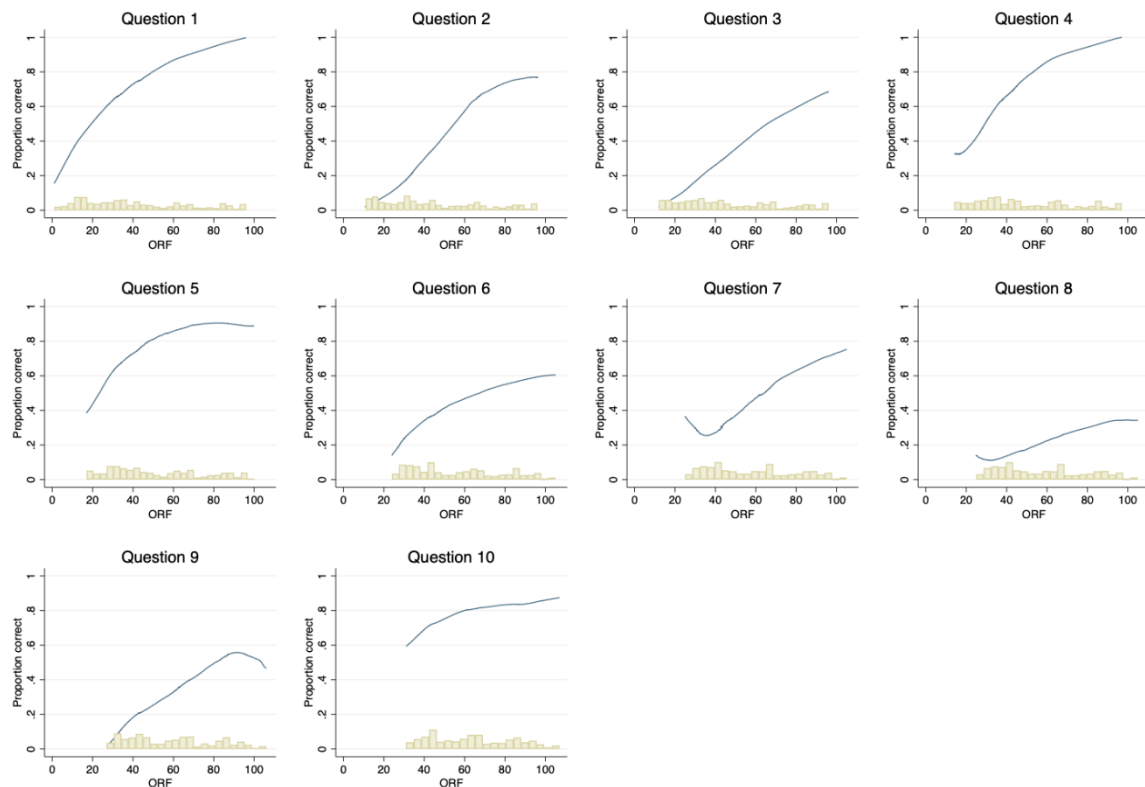 Question 1
Proportion correct
0 .2 .4 .6 .8 1
0 20 40 60 80 100
ORF
Question 2
Proportion correct
0 .2 .4 .6 .8 1
0 20 40 60 80 100
ORF
Question 3
Proportion correct
0 .2 .4 .6 .8 1
0 20 40 60 80 100
ORF
Question 4
Proportion correct
0 .2 .4 .6 .8 1
0 20 40 60 80 100
ORF
Question 5
Proportion correct
0 .2 .4 .6 .8 1
0 20 40 60 80 100
ORF
Question 6
Proportion correct
0 .2 .4 .6 .8 1
0 20 40 60 80 100
ORF
Question 7
Proportion correct
0 .2 .4 .6 .8 1
0 20 40 60 80 100
ORF
Question 8
Proportion correct
0 .2 .4 .6 .8 1
0 20 40 60 80 100
ORF
Question 9
Proportion correct
0 .2 .4 .6 .8 1
0 20 40 60 80 100
ORF
Question 10
Proportion correct
0 .2 .4 .6 .8 1
0 20 40 60 80 100
ORF